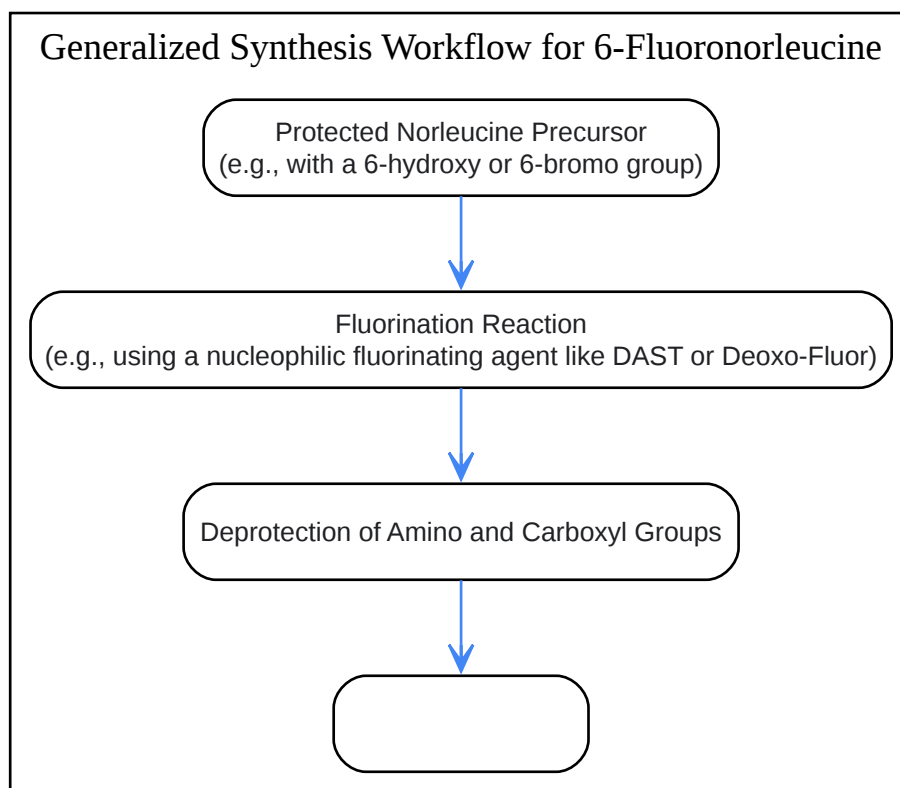 Generalized Synthesis Workflow for 6-Fluoronorleucine
Protected Norleucine Precursor
(e.g., with a 6-hydroxy or 6-bromo group)
Fluorination Reaction
(e.g., using a nucleophilic fluorinating agent like DAST or Deoxo-Fluor)
Deprotection of Amino and Carboxyl Groups